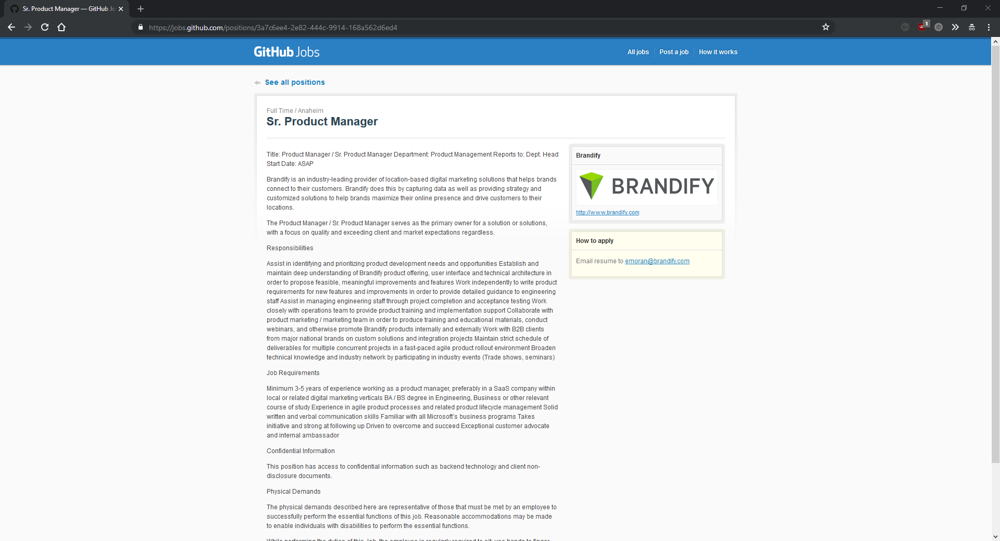 Sr. Product Manager — GitHub Jo
https://jobs.github.com/positions/3a7c6ee4-2e82-444c-9914-168a562d6ed4
1
GitHub Jobs
All jobs
Post a job
How it works
See all positions
Full Time / Anaheim
Sr. Product Manager
Title: Product Manager / Sr. Product Manager Department: Product Management Reports to: Dept. Head
Start Date: ASAP
Brandify is an industry-leading provider of location-based digital marketing solutions that helps brands
connect to their customers. Brandify does this by capturing data as well as providing strategy and
customized solutions to help brands maximize their online presence and drive customers to their
locations.
The Product Manager / Sr. Product Manager serves as the primary owner for a solution or solutions,
with a focus on quality and exceeding client and market expectations regardless.
Responsibilities
Assist in identifying and prioritizing product development needs and opportunities Establish and
maintain deep understanding of Brandify product offering, user interface and technical architecture in
order to propose feasible, meaningful improvements and features Work independently to write product
requirements for new features and improvements in order to provide detailed guidance to engineering
staff Assist in managing engineering staff through project completion and acceptance testing Work
closely with operations team to provide product training and implementation support Collaborate with
product marketing / marketing team in order to produce training and educational materials, conduct
webinars, and otherwise promote Brandify products internally and externally Work with B2B clients
from major national brands on custom solutions and integration projects Maintain strict schedule of
deliverables for multiple concurrent projects in a fast-paced agile product rollout environment Broaden
technical knowledge and industry network by participating in industry events (Trade shows, seminars)
Job Requirements
Minimum 3-5 years of experience working as a product manager, preferably in a SaaS company within
local or related digital marketing verticals BA / BS degree in Engineering, Business or other relevant
course of study Experience in agile product processes and related product lifecycle management Solid
written and verbal communication skills Familiar with all Microsoft's business programs Takes
initiative and strong at following up Driven to overcome and succeed Exceptional customer advocate
and internal ambassador
Confidential Information
This position has access to confidential information such as backend technology and client non-
disclosure documents.
Physical Demands
The physical demands described here are representative of those that must be met by an employee to
successfully perform the essential functions of this job. Reasonable accommodations may be made
to enable individuals with disabilities to perform the essential functions.
While performing the duties of this Job, the employee is regularly required to sit; use hands to finger,
Brandify
BRANDIFY
http://www.brandify.com
How to apply
Email resume to emoran@brandify.com